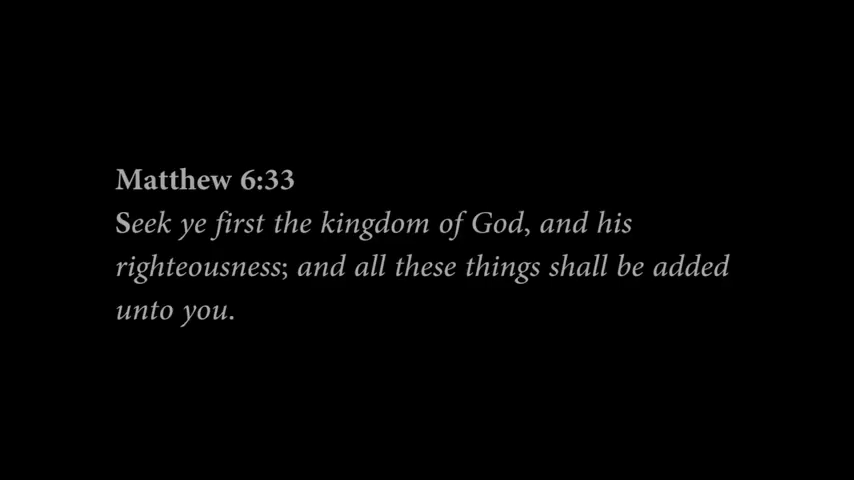 Matthew 6:33
Seek ye first the kingdom of God, and his
righteousness; and all these things shall be added
unto you.